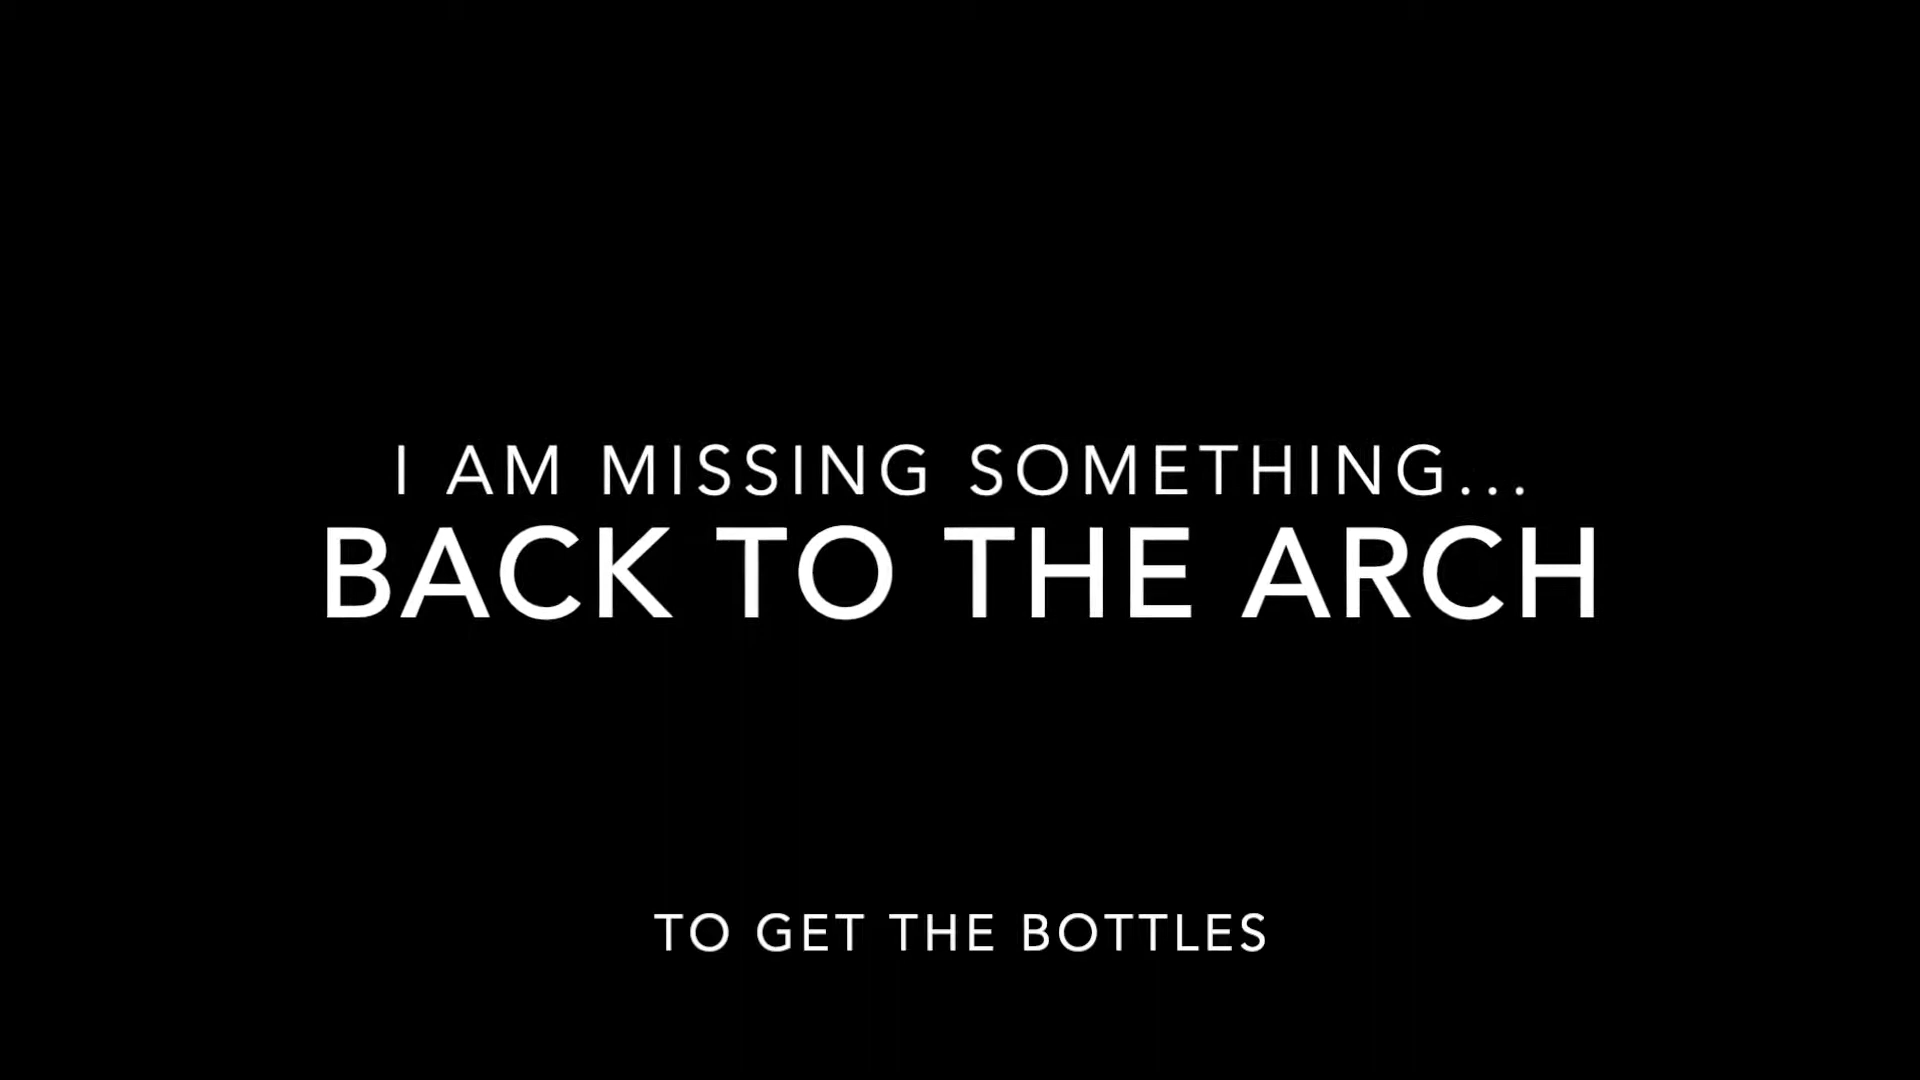 I AM MISSING SOMETHING...
BACK TO THE ARCH
TO GET THE BOTTLES